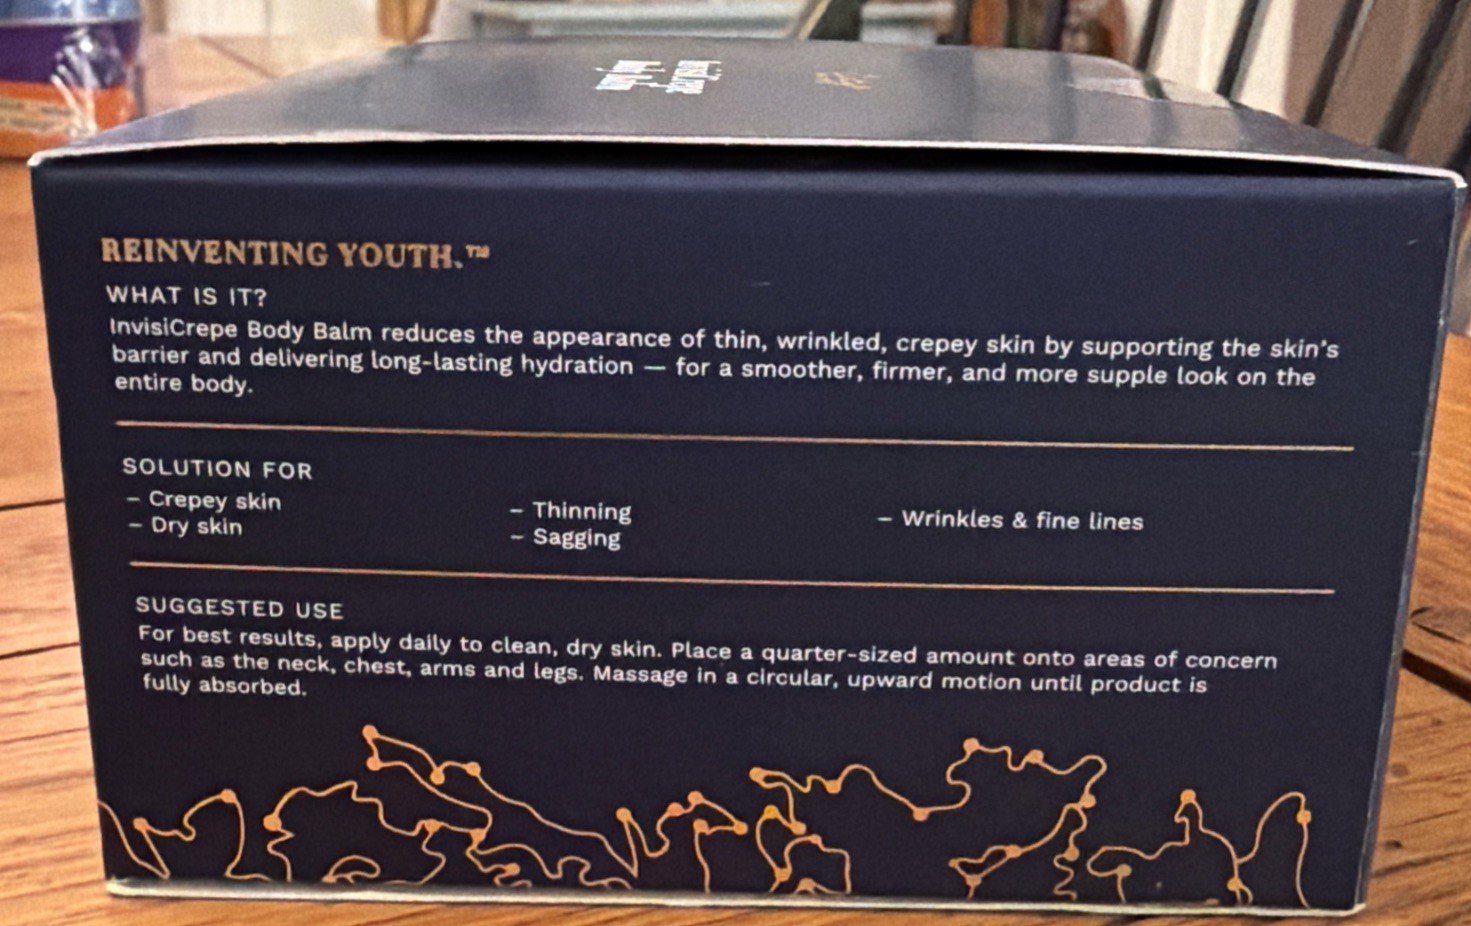 InvisiCrepe
Body Balm
REINVENTING YOUTH.™
WHAT IS IT?
InvisiCrepe Body Balm reduces the appearance of thin, wrinkled, crepey skin by supporting the skin's
barrier and delivering long-lasting hydration — for a smoother, firmer, and more supple look on the
entire body.
SOLUTION FOR
– Crepey skin
– Dry skin
– Thinning
– Sagging
– Wrinkles & fine lines
SUGGESTED USE
For best results, apply daily to clean, dry skin. Place a quarter-sized amount onto areas of concern
such as the neck, chest, arms and legs. Massage in a circular, upward motion until product is
fully absorbed.